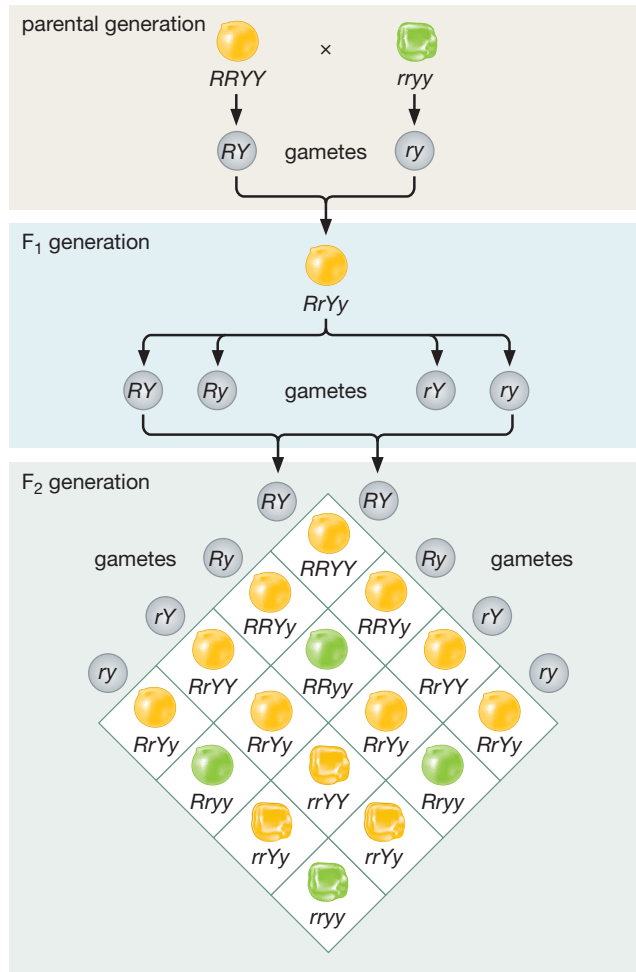 parental generation
×
RRYY rryy
RY gametes ry
F1 generation
RrYy
RY Ry gametes rY ry
F2 generation
RY RY
gametes Ry Ry gametes
RRYY
rY rY
RRYy RRYy
ry ry
RrYY RRyy RrYY
RrYy RrYy RrYy RrYy
Rryy rrYY Rryy
rrYy rrYy
rryy